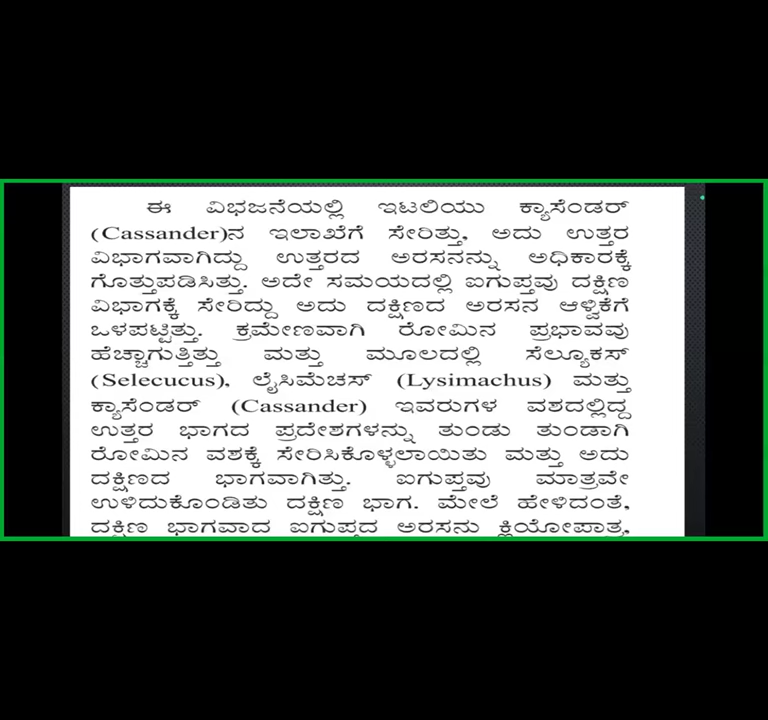 ಈ ವಿಭಜನೆಯಲ್ಲಿ ಇಟಲಿಯು ಕ್ಯಾಸೆಂಡರ್
(Cassander)ನ ಇಲಾಖೆಗೆ ಸೇರಿತ್ತು, ಅದು ಉತ್ತರ
ವಿಭಾಗವಾಗಿದ್ದು ಉತ್ತರದ ಅರಸನನ್ನು ಅಧಿಕಾರಕ್ಕೆ
ಗೊತ್ತುಪಡಿಸಿತ್ತು. ಅದೇ ಸಮಯದಲ್ಲಿ ಐಗುಪ್ತವು ದಕ್ಷಿಣ
ವಿಭಾಗಕ್ಕೆ ಸೇರಿದ್ದು ಅದು ದಕ್ಷಿಣದ ಅರಸನ ಆಳ್ವಿಕೆಗೆ
ಒಳಪಟ್ಟಿತ್ತು. ಕ್ರಮೇಣವಾಗಿ ರೋಮಿನ ಪ್ರಭಾವವು
ಹೆಚ್ಚಾಗುತ್ತಿತ್ತು ಮತ್ತು ಮೂಲದಲ್ಲಿ ಸೆಲ್ಯೂಕಸ್
(Selecucus), ಲೈಸಿಮೆಚಸ್ (Lysimachus) ಮತ್ತು
ಕ್ಯಾಸೆಂಡರ್ (Cassander) ಇವರುಗಳ ವಶದಲ್ಲಿದ್ದ
ಉತ್ತರ ಭಾಗದ ಪ್ರದೇಶಗಳನ್ನು ತುಂಡು ತುಂಡಾಗಿ
ರೋಮಿನ ವಶಕ್ಕೆ ಸೇರಿಸಿಕೊಳ್ಳಲಾಯಿತು ಮತ್ತು ಅದು
ದಕ್ಷಿಣದ ಭಾಗವಾಗಿತ್ತು. ಐಗುಪ್ತವು ಮಾತ್ರವೇ
ಉಳಿದುಕೊಂಡಿತು ದಕ್ಷಿಣ ಭಾಗ. ಮೇಲೆ ಹೇಳಿದಂತೆ,
ದಕ್ಷಿಣ ಭಾಗವಾದ ಐಗುಪ್ತದ ಅರಸನು ಕ್ಲಿಯೋಪಾತ್ರ,